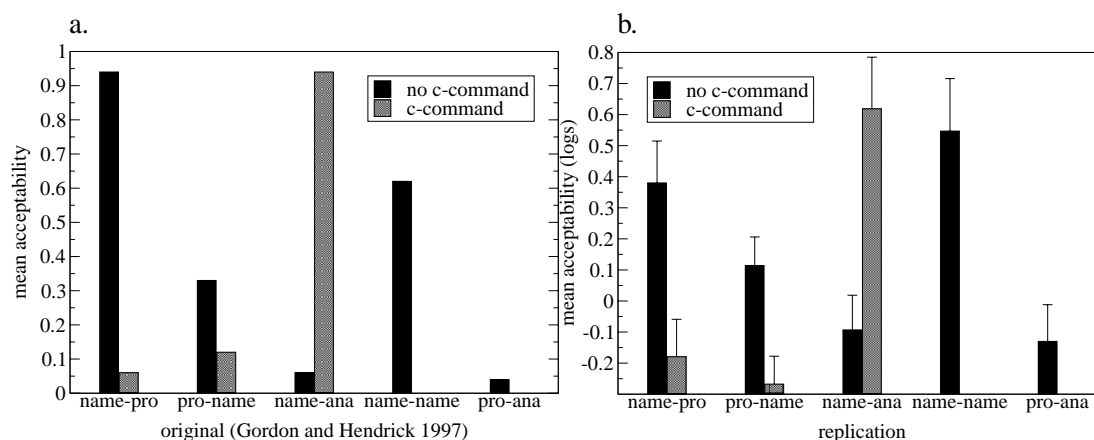 a.
1
0.9
0.8
0.7
0.6
0.5
0.4
0.3
0.2
0.1
0
mean acceptability
no c-command
c-command
name-pro pro-name name-ana name-name pro-ana
original (Gordon and Hendrick 1997)
b.
0.8
0.7
0.6
0.5
0.4
0.3
0.2
0.1
0
-0.1
-0.2
mean acceptability (logs)
no c-command
c-command
name-pro pro-name name-ana name-name pro-ana
replication